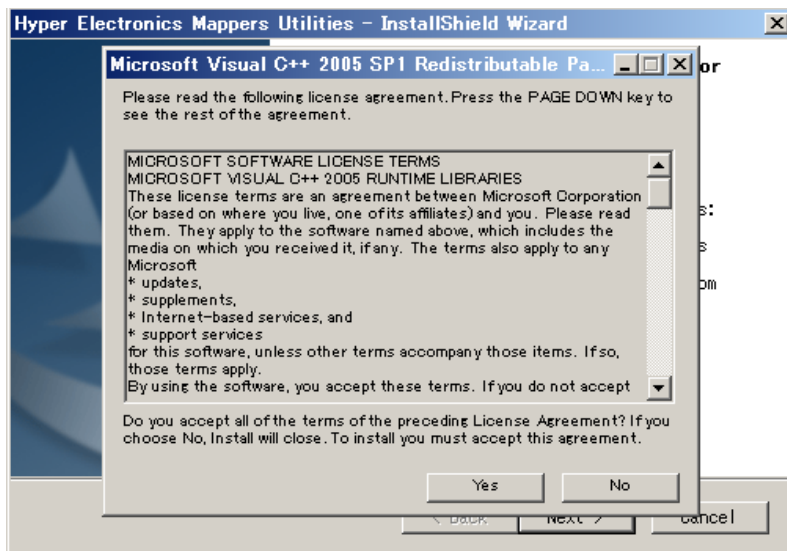 Hyper Electronics Mappers Utilities - InstallShield Wizard
Microsoft Visual C++ 2005 SP1 Redistributable Pa...
or
Please read the following license agreement. Press the PAGE DOWN key to
see the rest of the agreement.
MICROSOFT SOFTWARE LICENSE TERMS
MICROSOFT VISUAL C++ 2005 RUNTIME LIBRARIES
These license terms are an agreement between Microsoft Corporation
(or based on where you live, one of its affiliates) and you. Please read
them. They apply to the software named above, which includes the
media on which you received it, if any. The terms also apply to any
Microsoft
* updates,
* supplements,
* Internet-based services, and
* support services
for this software, unless other terms accompany those items. If so,
those terms apply.
By using the software, you accept these terms. If you do not accept
s:
s
om
Do you accept all of the terms of the preceding License Agreement? If you
choose No, Install will close. To install you must accept this agreement.
Yes
No
< Back
Next >
Cancel